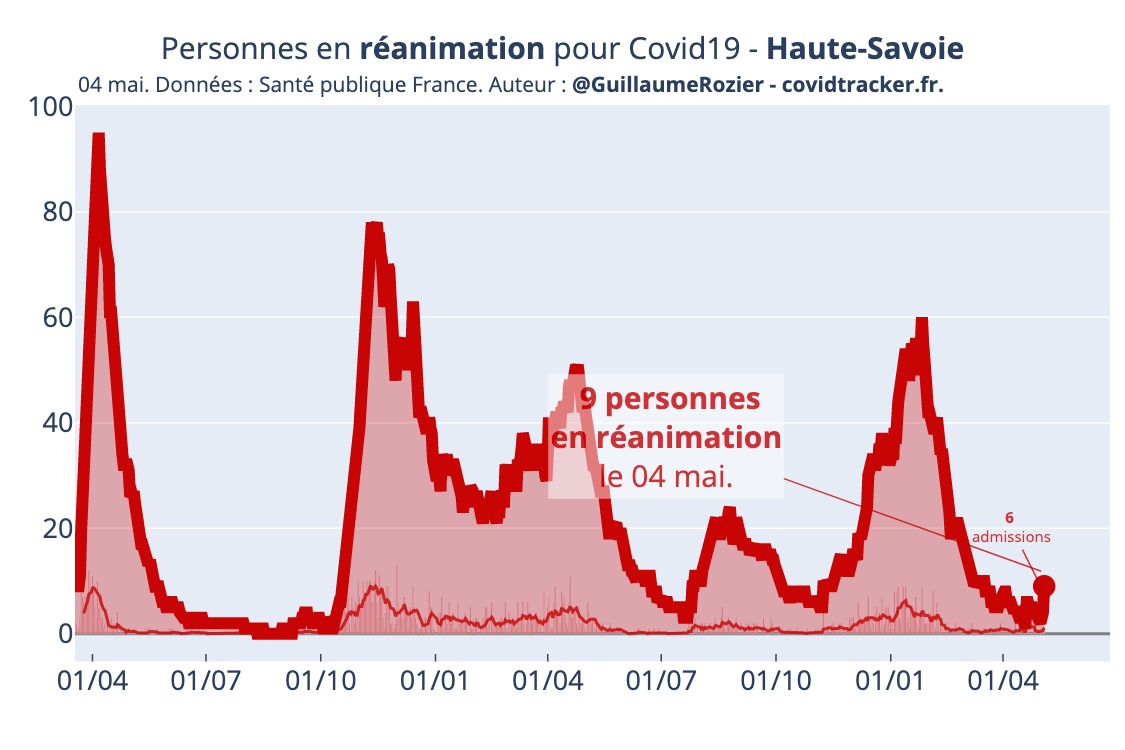 Personnes en réanimation pour Covid19 - Haute-Savoie
04 mai. Données : Santé publique France. Auteur : @GuillaumeRozier - covidtracker.fr.
100
80
60
40
20
0
9 personnes
en réanimation
le 04 mai.
6
admissions
01/04 01/07 01/10 01/01 01/04 01/07 01/10 01/01 01/04